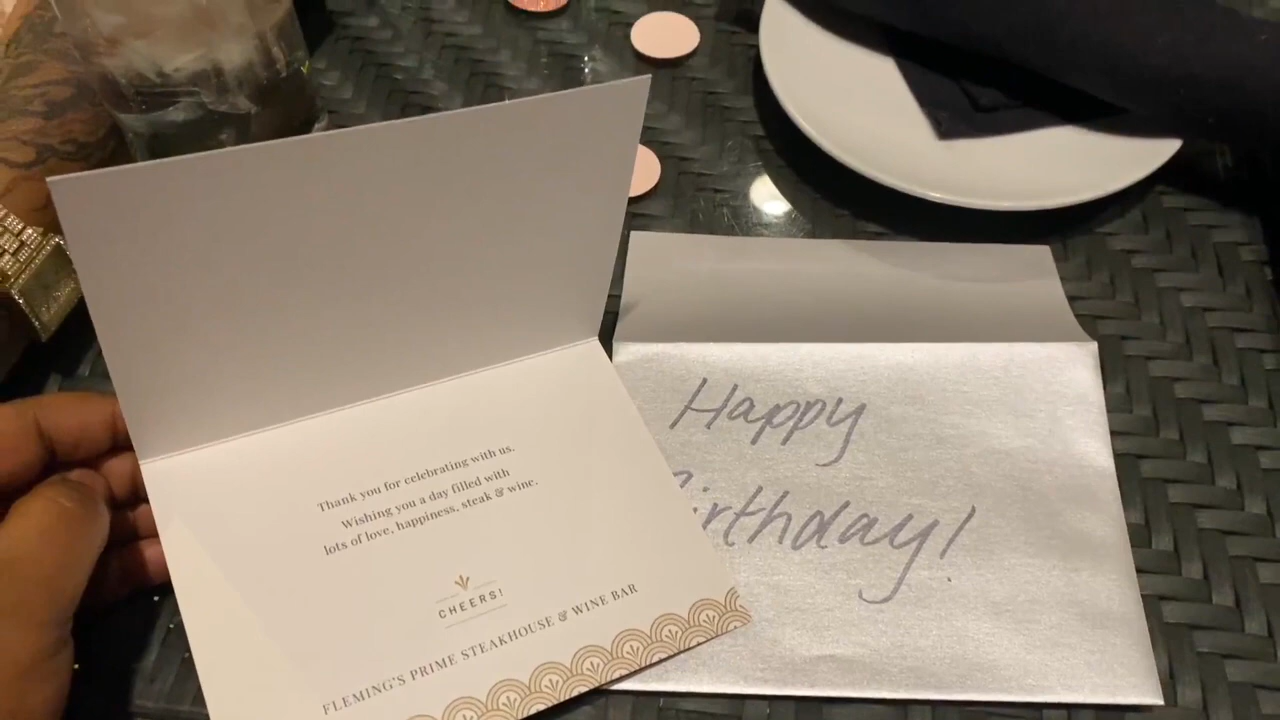 Thank you for celebrating with us.
Wishing you a day filled with
lots of love, happiness, steak & wine.
CHEERS!
FLEMING'S PRIME STEAKHOUSE & WINE BAR
Happy
Birthday!